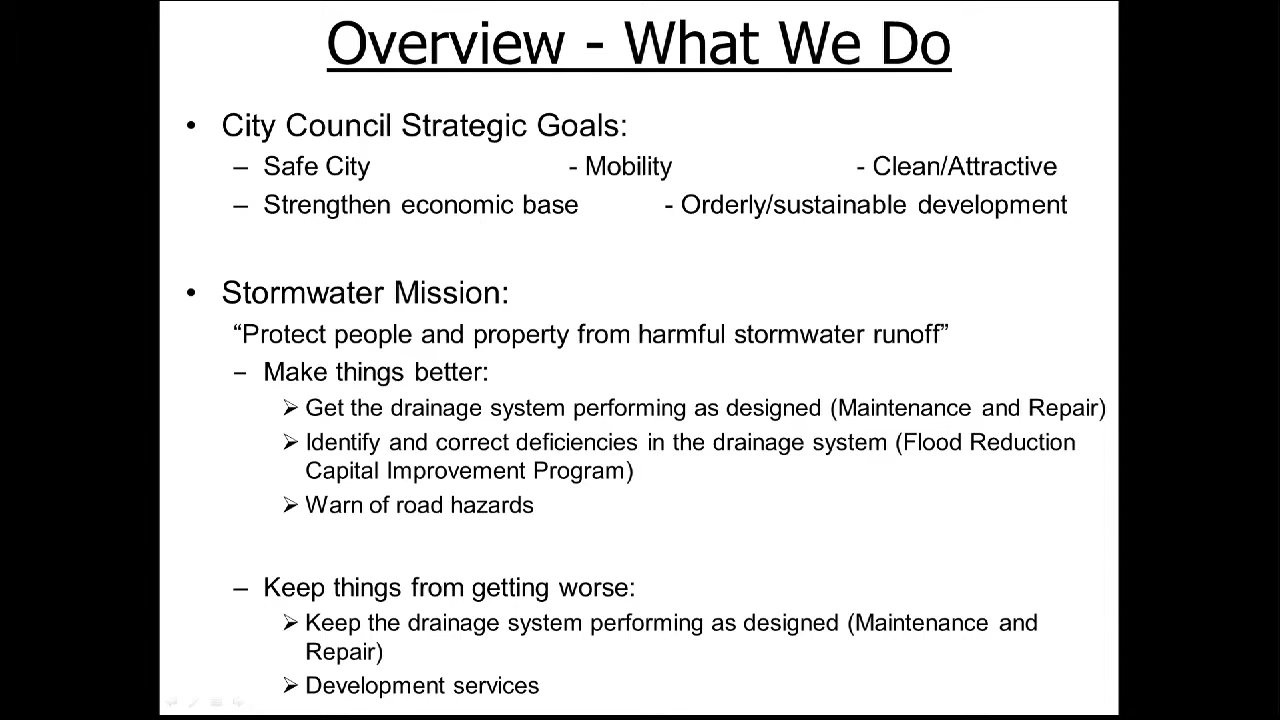 Overview - What We Do
• City Council Strategic Goals:
– Safe City - Mobility - Clean/Attractive
– Strengthen economic base - Orderly/sustainable development
• Stormwater Mission:
“Protect people and property from harmful stormwater runoff”
– Make things better:
➢ Get the drainage system performing as designed (Maintenance and Repair)
➢ Identify and correct deficiencies in the drainage system (Flood Reduction
Capital Improvement Program)
➢ Warn of road hazards
– Keep things from getting worse:
➢ Keep the drainage system performing as designed (Maintenance and
Repair)
➢ Development services